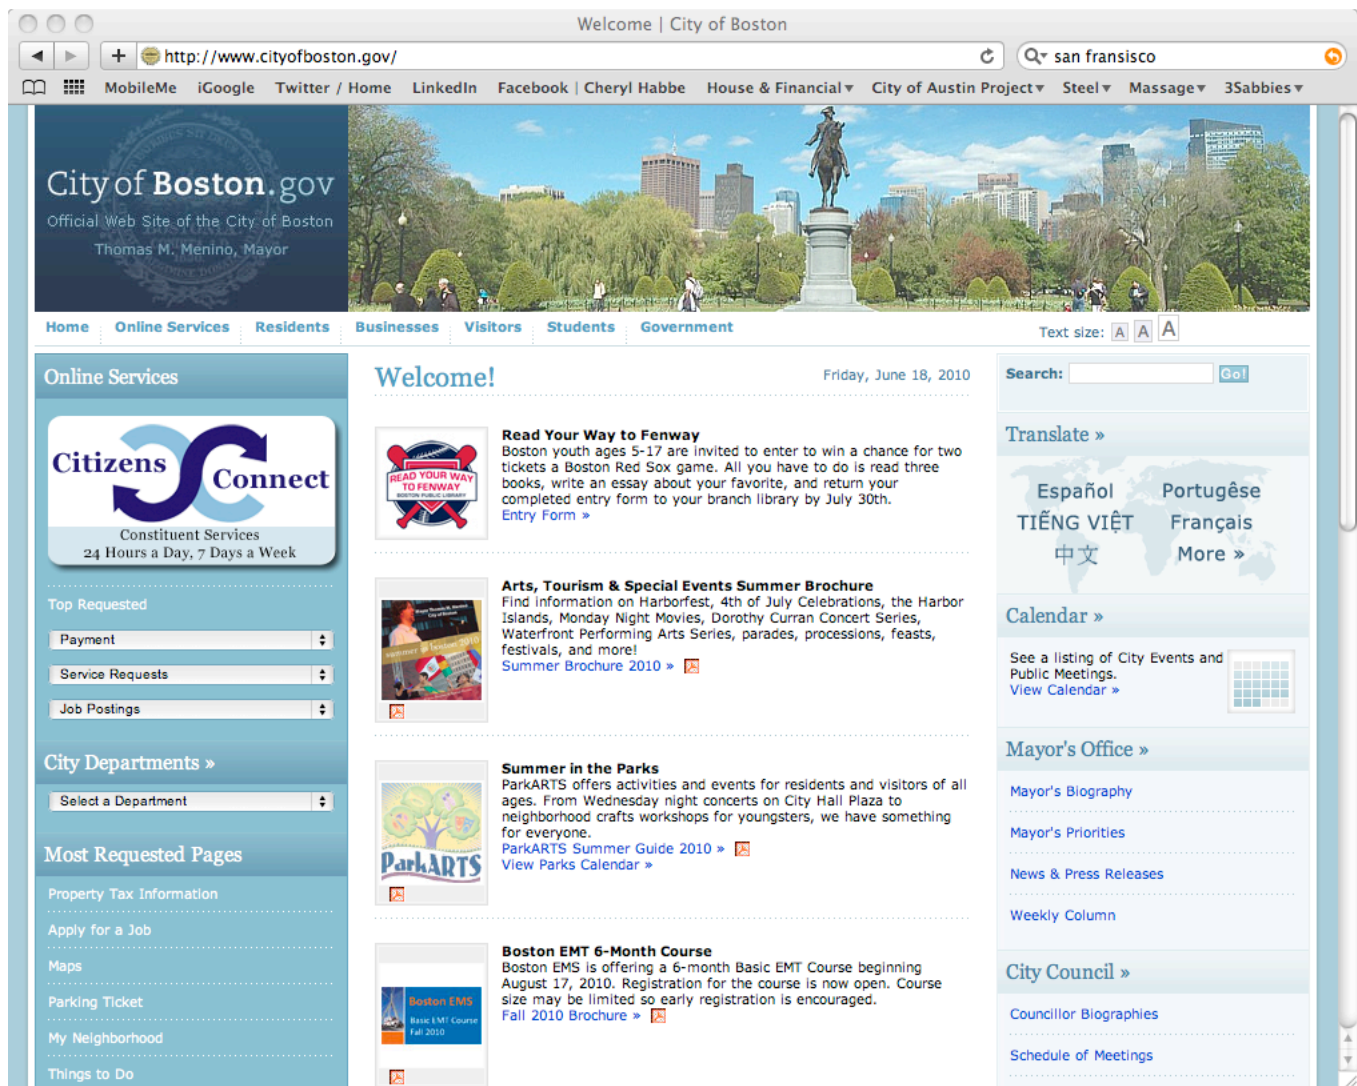 Welcome | City of Boston
http://www.cityofboston.gov/
san fransisco
MobileMe iGoogle Twitter / Home LinkedIn Facebook | Cheryl Habbe House & Financial City of Austin Project Steel Massage 3Sabbies
City of Boston.gov
Official Web Site of the City of Boston
Thomas M. Menino, Mayor
Home Online Services Residents Businesses Visitors Students Government
Text size: A A A
Online Services
Citizens
Connect
Constituent Services
24 Hours a Day, 7 Days a Week
Top Requested
Payment
Service Requests
Job Postings
City Departments »
Select a Department
Most Requested Pages
Property Tax Information
Apply for a Job
Maps
Parking Ticket
My Neighborhood
Things to Do
Welcome!
Friday, June 18, 2010
READ YOUR WAY
TO FENWAY
BOSTON PUBLIC LIBRARY
Read Your Way to Fenway
Boston youth ages 5-17 are invited to enter to win a chance for two
tickets a Boston Red Sox game. All you have to do is read three
books, write an essay about your favorite, and return your
completed entry form to your branch library by July 30th.
Entry Form »
summer @ boston 2010
Arts, Tourism & Special Events Summer Brochure
Find information on Harborfest, 4th of July Celebrations, the Harbor
Islands, Monday Night Movies, Dorothy Curran Concert Series,
Waterfront Performing Arts Series, parades, processions, feasts,
festivals, and more!
Summer Brochure 2010 »
ParkARTS
Summer in the Parks
ParkARTS offers activities and events for residents and visitors of all
ages. From Wednesday night concerts on City Hall Plaza to
neighborhood crafts workshops for youngsters, we have something
for everyone.
ParkARTS Summer Guide 2010 »
View Parks Calendar »
Boston EMS
Basic EMT Course
Fall 2010
Boston EMT 6-Month Course
Boston EMS is offering a 6-month Basic EMT Course beginning
August 17, 2010. Registration for the course is now open. Course
size may be limited so early registration is encouraged.
Fall 2010 Brochure »
Search: Go!
Translate »
Español Portugêse
TIẾNG VIỆT Français
中文 More »
Calendar »
See a listing of City Events and
Public Meetings.
View Calendar »
Mayor's Office »
Mayor's Biography
Mayor's Priorities
News & Press Releases
Weekly Column
City Council »
Councillor Biographies
Schedule of Meetings